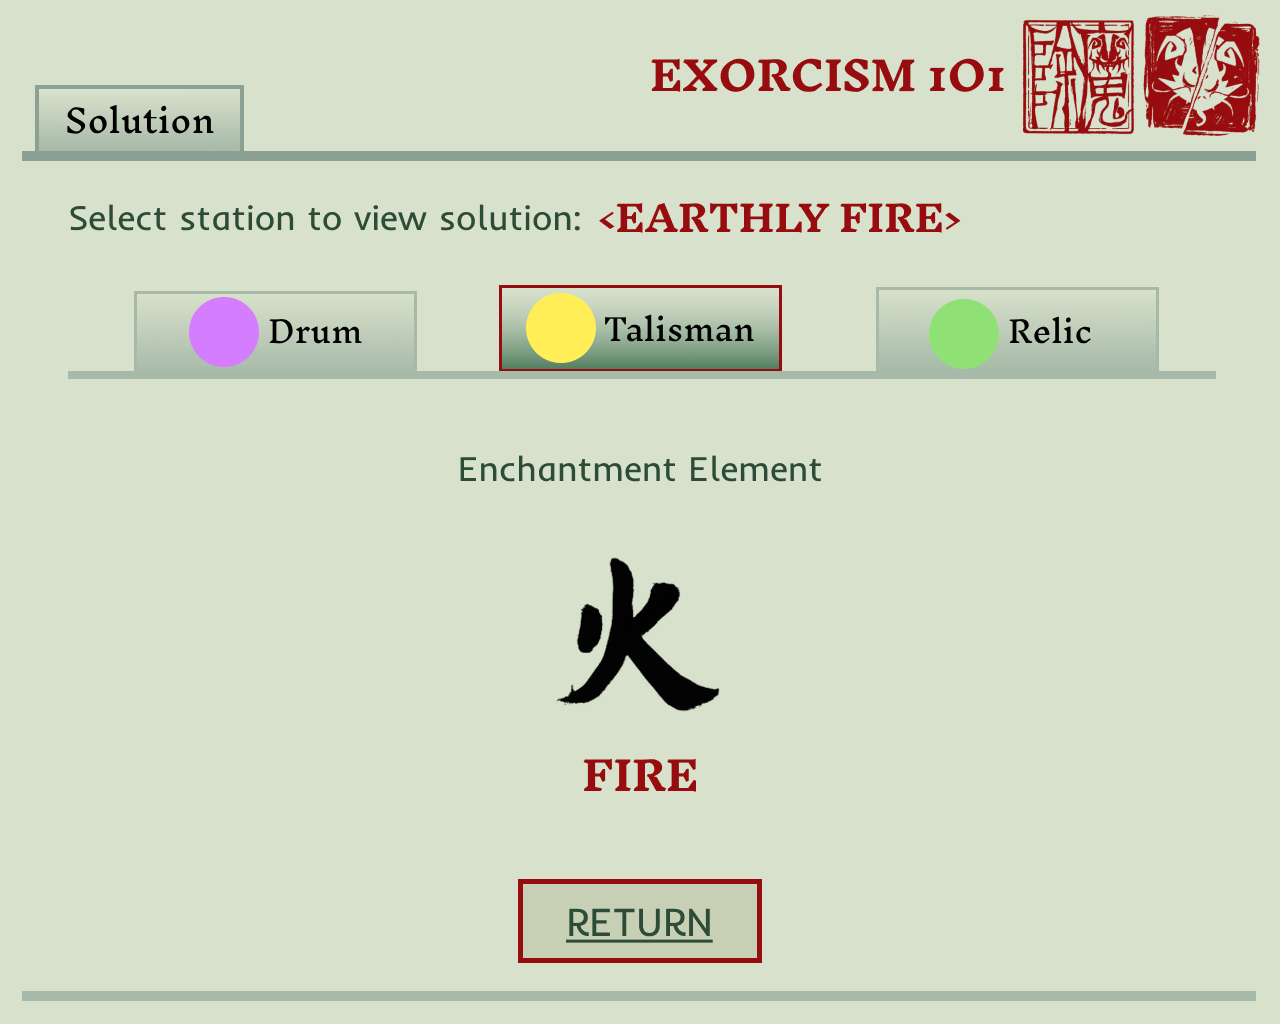 EXORCISM 101
Solution
Select station to view solution: <EARTHLY FIRE>
Drum
Talisman
Relic
Enchantment Element
火
FIRE
RETURN